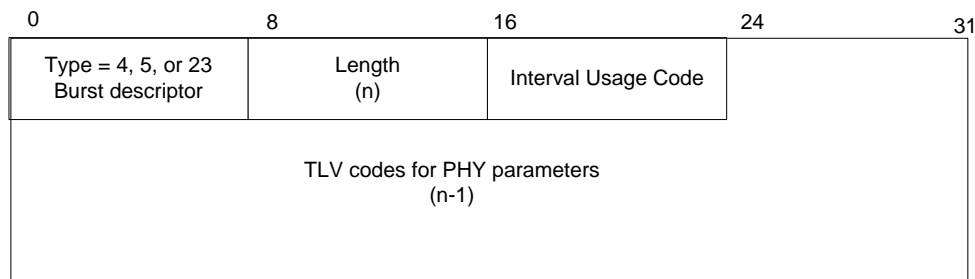 0 8 16 24 31
Type = 4, 5, or 23
Burst descriptor
Length
(n)
Interval Usage Code
TLV codes for PHY parameters
(n-1)